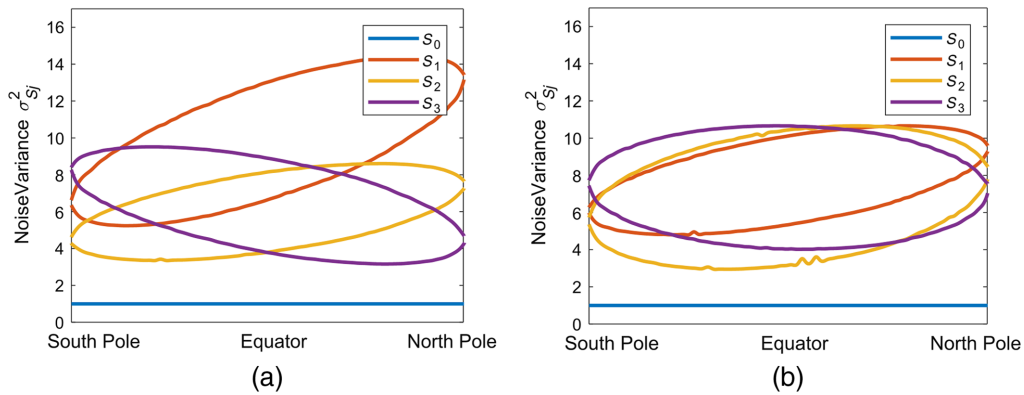 NoiseVariance σ²Sj
16
14
12
10
8
6
4
2
0
S0
S1
S2
S3
South Pole Equator North Pole
(a)
NoiseVariance σ²Sj
16
14
12
10
8
6
4
2
0
S0
S1
S2
S3
South Pole Equator North Pole
(b)